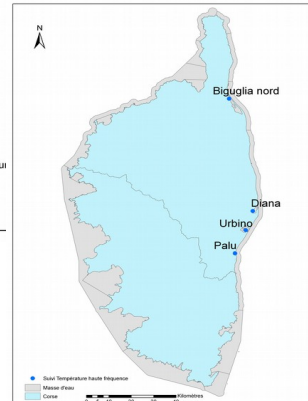 N
Biguglia nord
Diana
Urbino
Palu
Suivi Température haute fréquence
Masse d'eau
Corse
Kilomètres